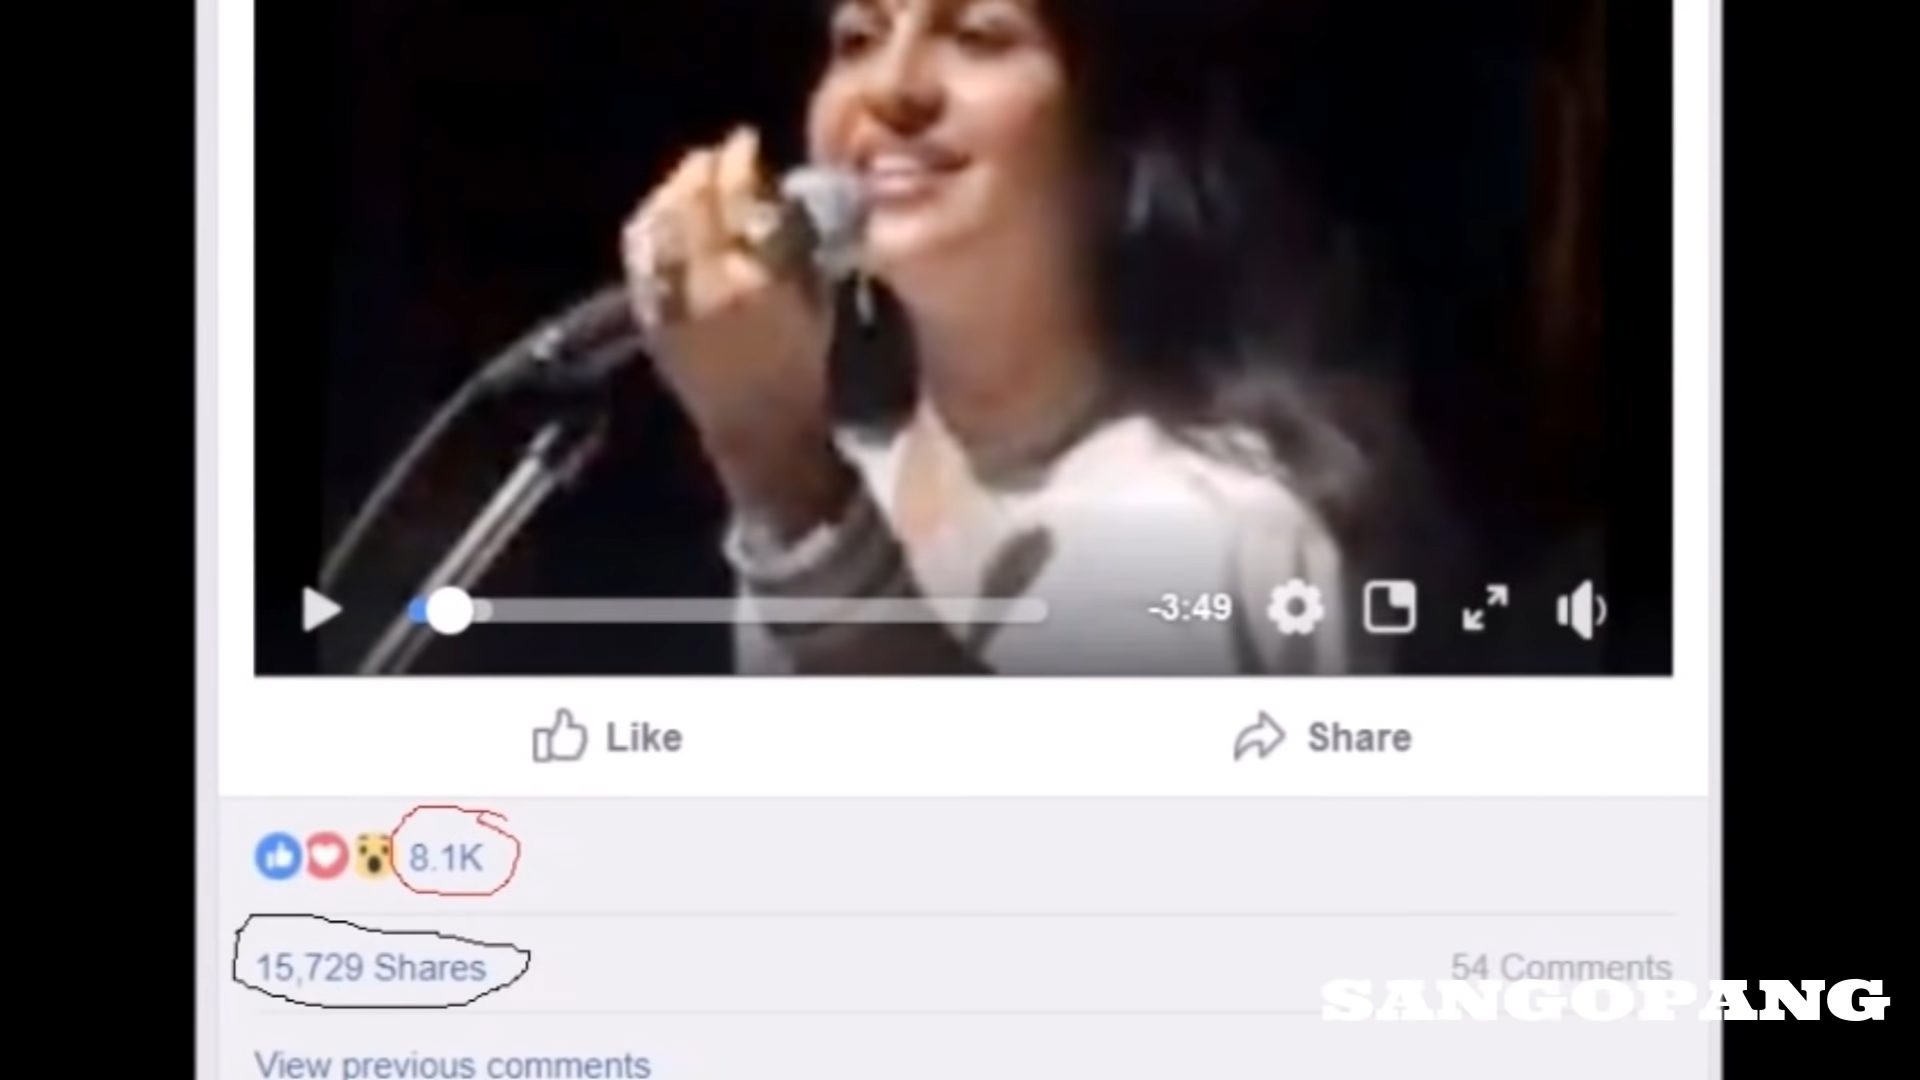 -3:49
Like
Share
8.1K
15,729 Shares
54 Comments
SANGOPANG
View previous comments